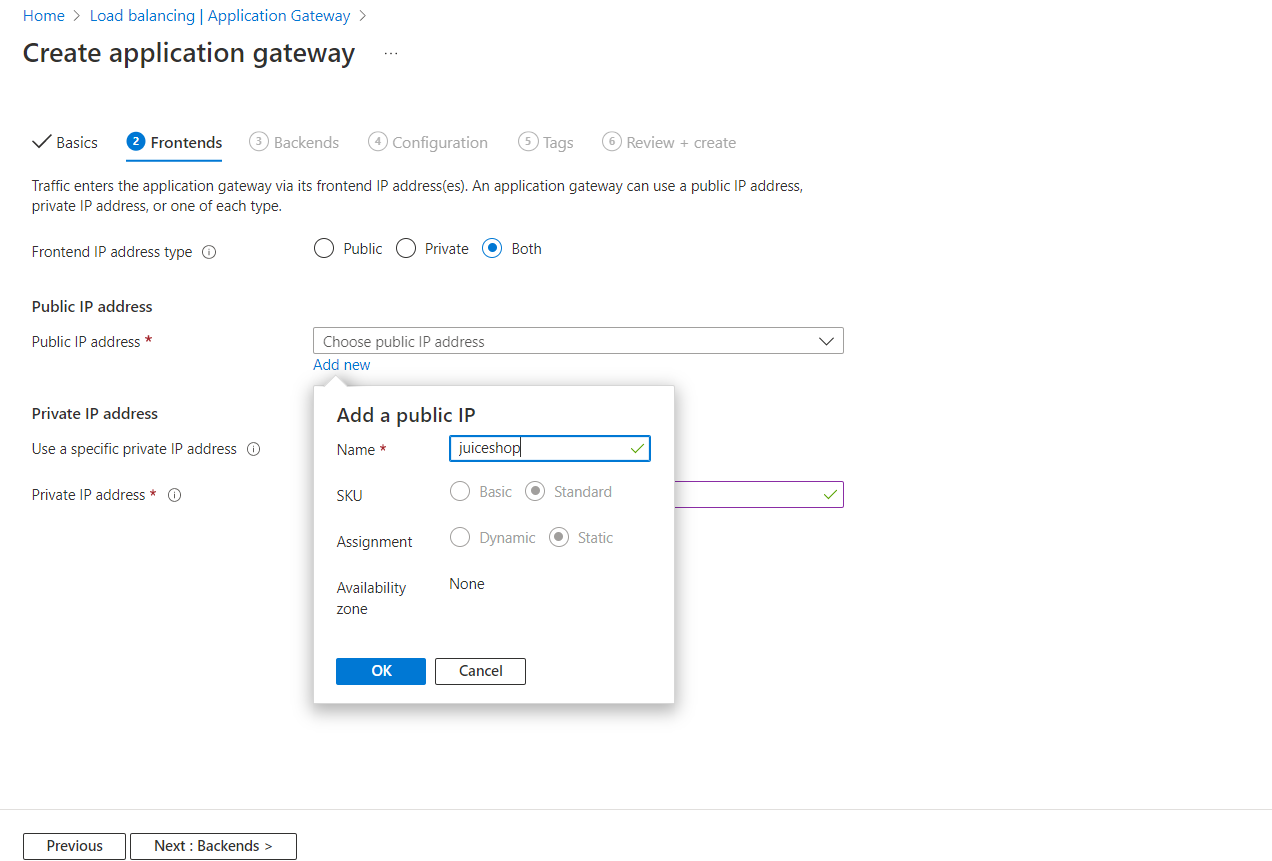 Home > Load balancing | Application Gateway >
Create application gateway ...
Basics 2 Frontends 3 Backends 4 Configuration 5 Tags 6 Review + create
Traffic enters the application gateway via its frontend IP address(es). An application gateway can use a public IP address,
private IP address, or one of each type.
Frontend IP address type Public Private Both
Public IP address
Public IP address * Choose public IP address
Add new
Private IP address
Use a specific private IP address
Private IP address *
Add a public IP
Name * juiceshop
SKU Basic Standard
Assignment Dynamic Static
Availability zone None
OK Cancel
Previous Next : Backends >